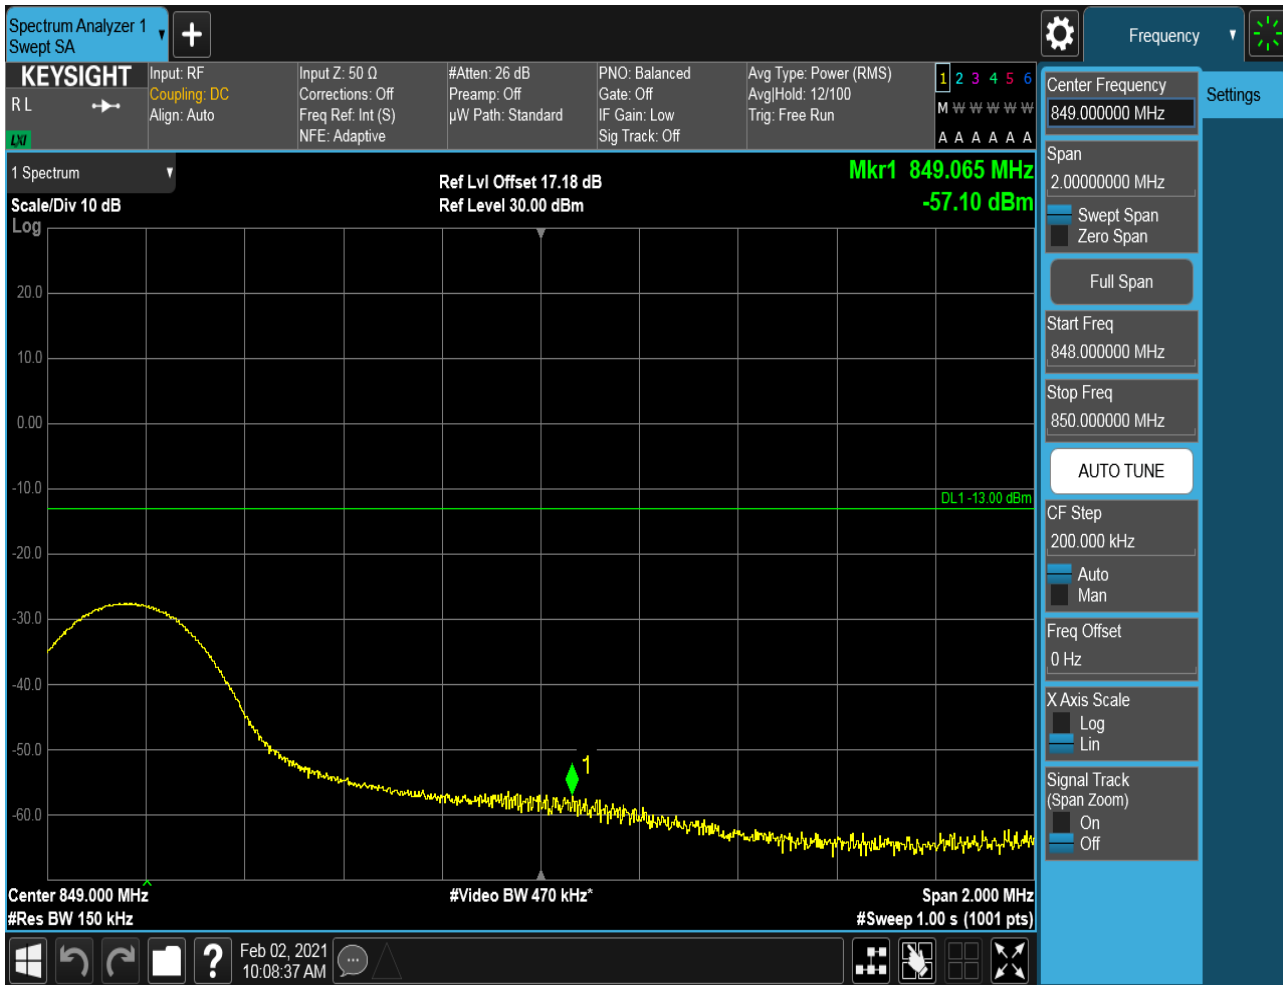 Spectrum Analyzer 1
Swept SA
+
Frequency
KEYSIGHT
R L
LXI
Input: RF
Coupling: DC
Align: Auto
Input Z: 50 Ω
Corrections: Off
Freq Ref: Int (S)
NFE: Adaptive
#Atten: 26 dB
Preamp: Off
µW Path: Standard
PNO: Balanced
Gate: Off
IF Gain: Low
Sig Track: Off
Avg Type: Power (RMS)
Avg|Hold: 12/100
Trig: Free Run
1 2 3 4 5 6
M W W W W W
A A A A A A
1 Spectrum
Scale/Div 10 dB
Log
Ref Lvl Offset 17.18 dB
Ref Level 30.00 dBm
Mkr1 849.065 MHz
-57.10 dBm
20.0
10.0
0.00
-10.0
-20.0
-30.0
-40.0
-50.0
-60.0
DL1 -13.00 dBm
1
Center 849.000 MHz
#Res BW 150 kHz
#Video BW 470 kHz*
Span 2.000 MHz
#Sweep 1.00 s (1001 pts)
?
Feb 02, 2021
10:08:37 AM
Center Frequency
849.000000 MHz
Settings
Span
2.00000000 MHz
Swept Span
Zero Span
Full Span
Start Freq
848.000000 MHz
Stop Freq
850.000000 MHz
AUTO TUNE
CF Step
200.000 kHz
Auto
Man
Freq Offset
0 Hz
X Axis Scale
Log
Lin
Signal Track
(Span Zoom)
On
Off